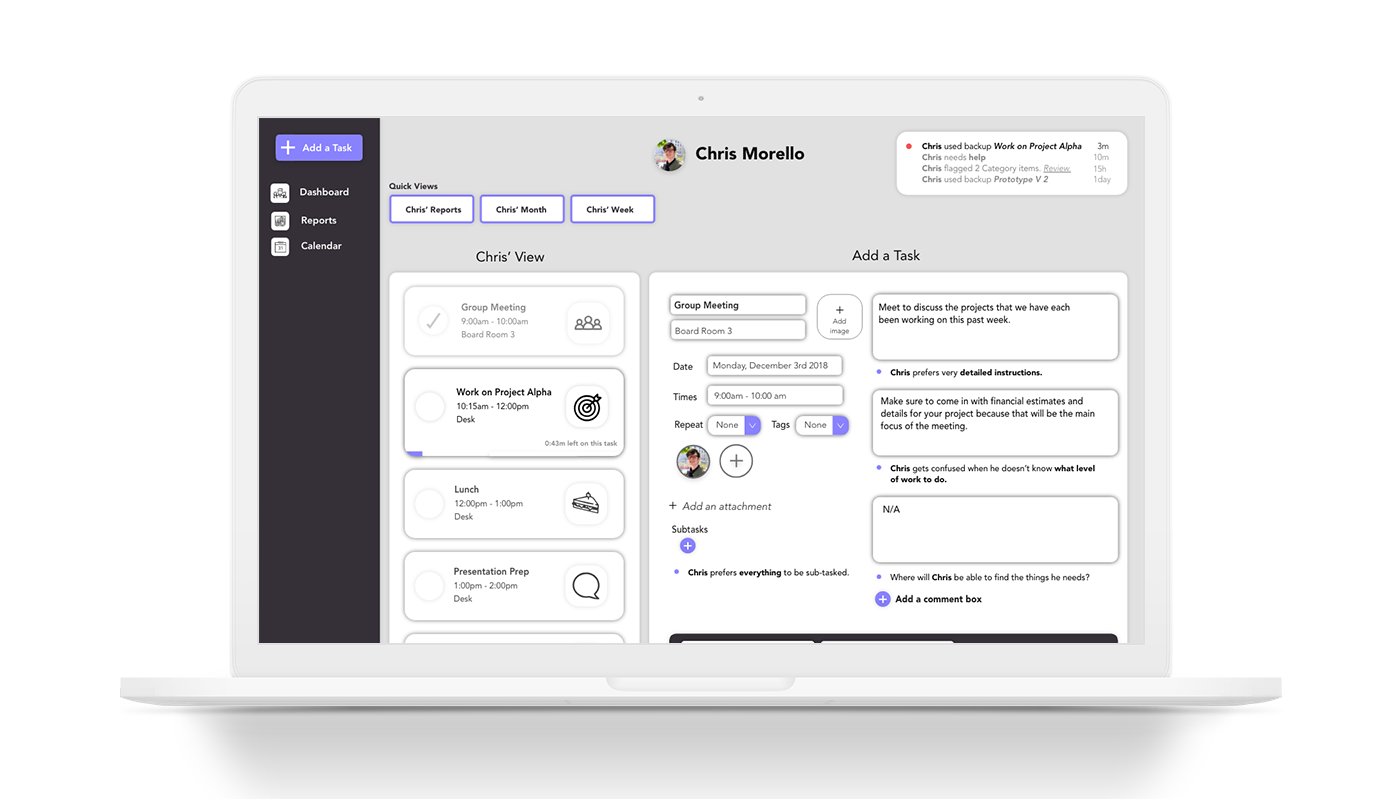 Add a Task
Dashboard
Reports
Calendar
Chris Morello
Chris used backup Work on Project Alpha 3m
Chris needs help 10m
Chris flagged 2 Category items. Review. 15h
Chris used backup Prototype V 2 1day
Quick Views
Chris’ Reports
Chris’ Month
Chris’ Week
Chris’ View
Group Meeting
9:00am - 10:00am
Board Room 3
Work on Project Alpha
10:15am - 12:00pm
Desk
0:43m left on this task
Lunch
12:00pm - 1:00pm
Desk
Presentation Prep
1:00pm - 2:00pm
Desk
Add a Task
Group Meeting
Board Room 3
Add
image
Date Monday, December 3rd 2018
Times 9:00am - 10:00 am
Repeat None Tags None
Add an attachment
Subtasks
Chris prefers everything to be sub-tasked.
Meet to discuss the projects that we have each
been working on this past week.
Chris prefers very detailed instructions.
Make sure to come in with financial estimates and
details for your project because that will be the main
focus of the meeting.
Chris gets confused when he doesn’t know what level
of work to do.
N/A
Where will Chris be able to find the things he needs?
Add a comment box